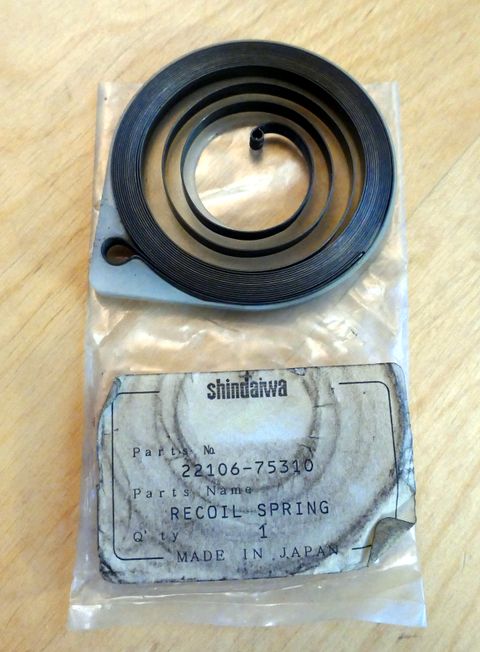 shindaiwa
Parts №
22106-75310
Parts Name
RECOIL SPRING
Q'ty 1
MADE IN JAPAN